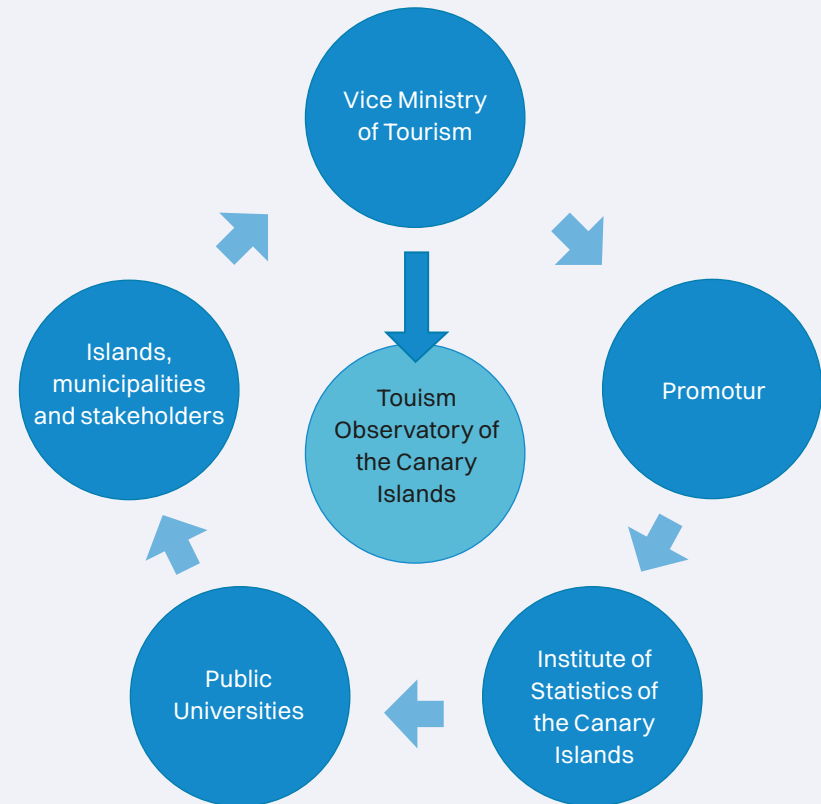 Vice Ministry
of Tourism
Islands,
municipalities
and stakeholders
Touism
Observatory of
the Canary
Islands
Promotur
Public
Universities
Institute of
Statistics of
the Canary
Islands